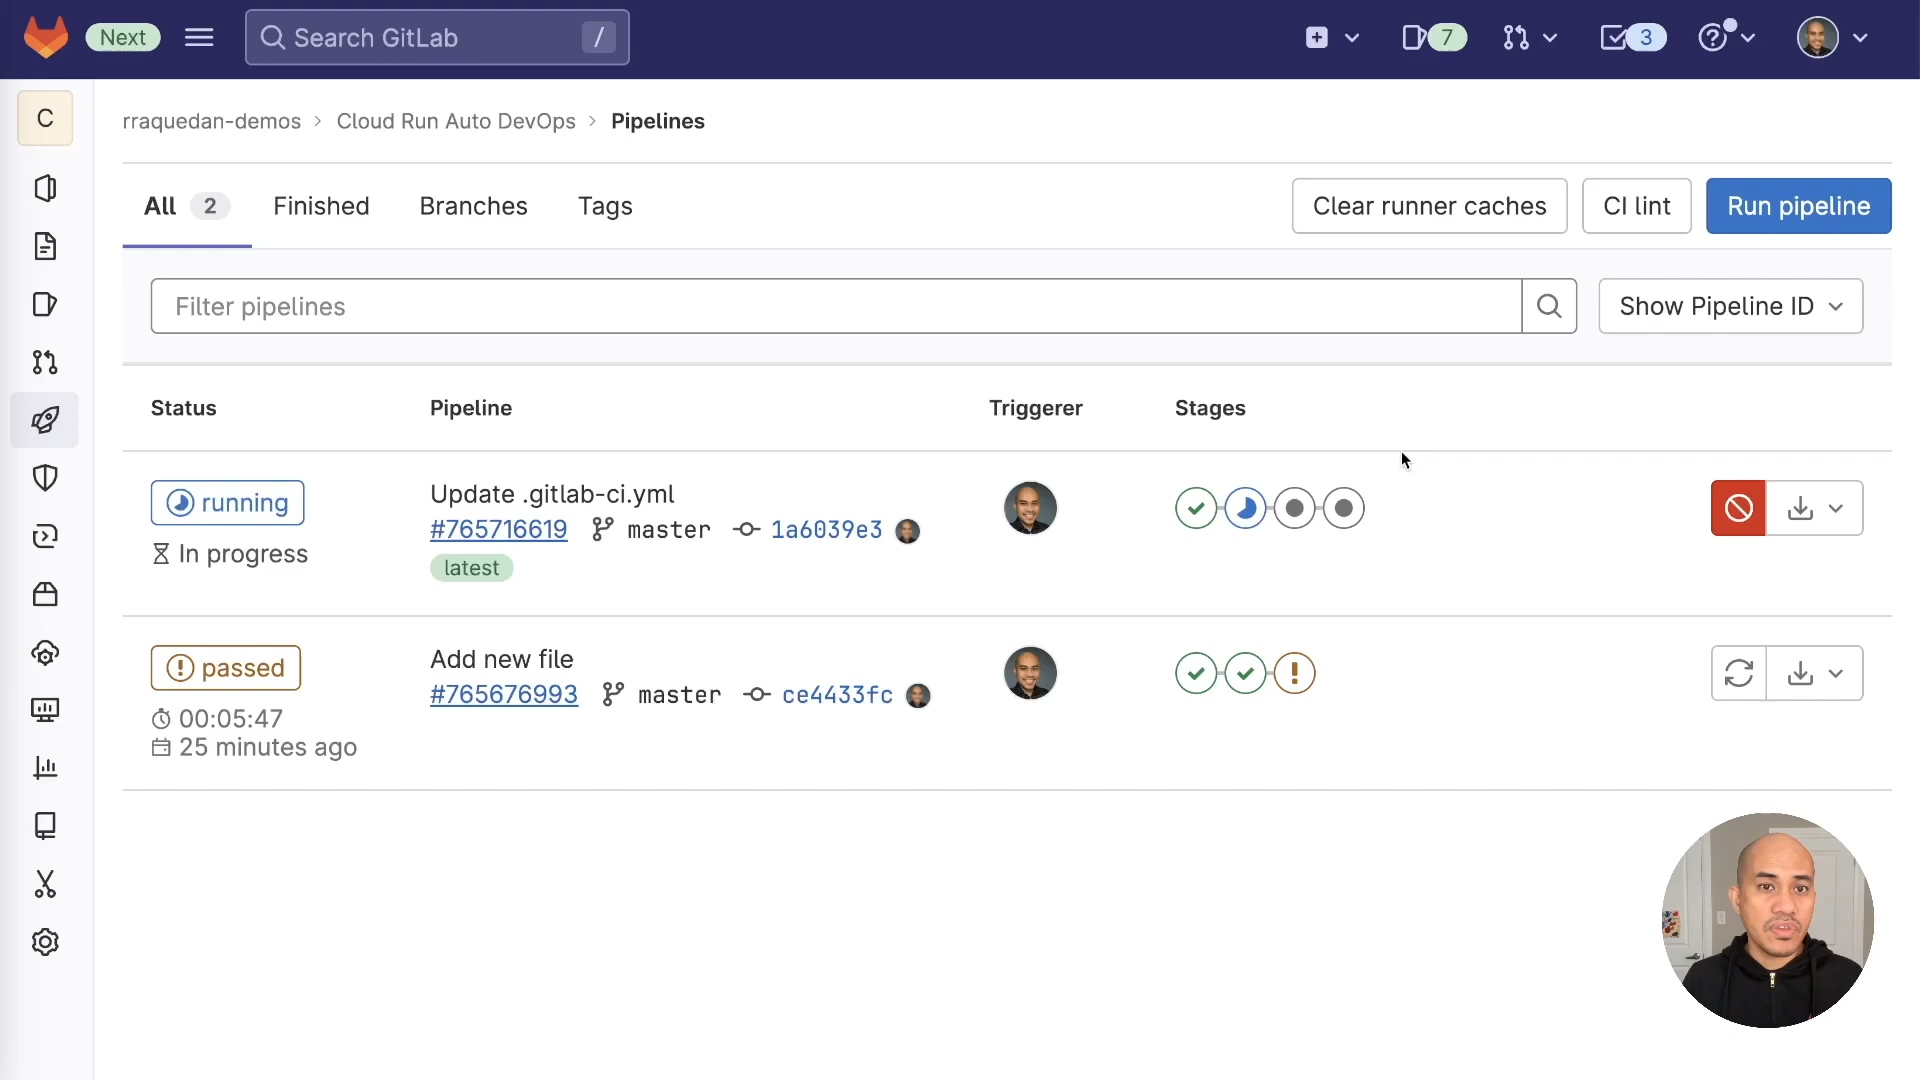 Next
Search GitLab
/
7
3
C
rraquedan-demos > Cloud Run Auto DevOps > Pipelines
All 2
Finished
Branches
Tags
Clear runner caches
CI lint
Run pipeline
Filter pipelines
Show Pipeline ID
Status
Pipeline
Triggerer
Stages
running
In progress
Update .gitlab-ci.yml
#765716619 master 1a6039e3
latest
passed
00:05:47
25 minutes ago
Add new file
#765676993 master ce4433fc